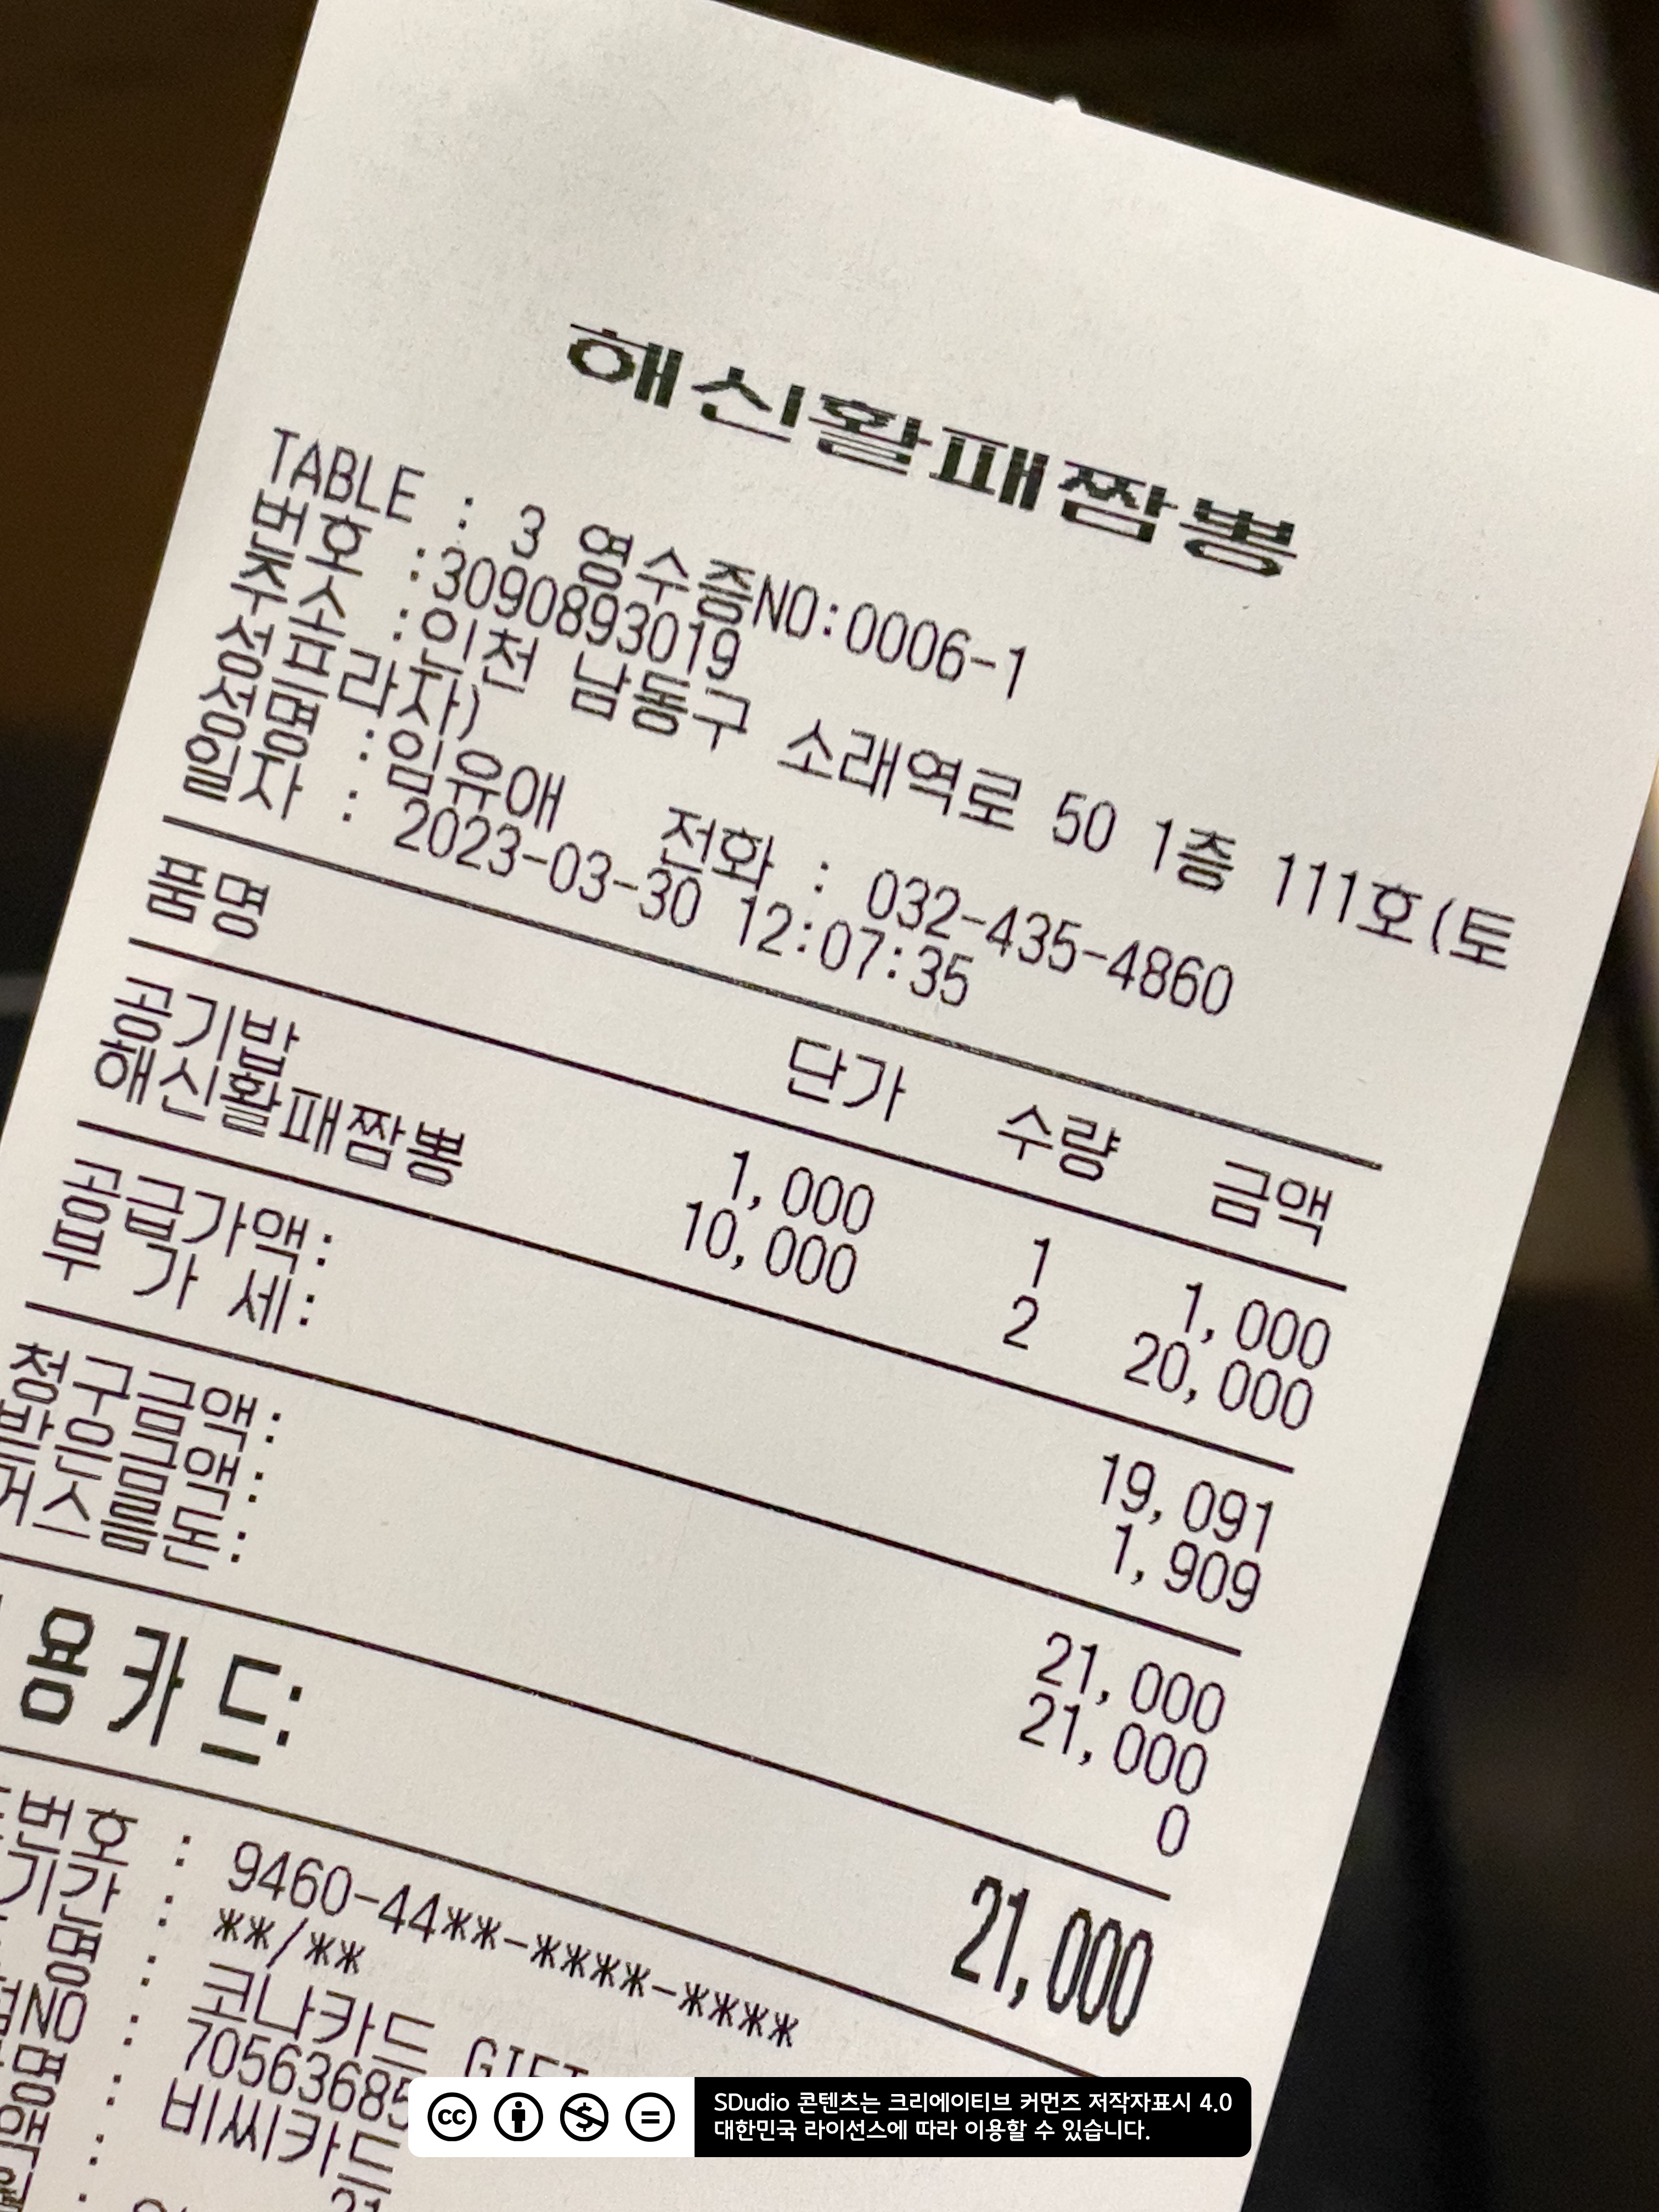 해신활패짬뽕
TABLE : 3 영수증NO:0006-1
번호 :3090893019
주소 :인천 남동구 소래역로 50 1층 111호(토
성프라자)
성명 :임유애 전화 : 032-435-4860
일자 : 2023-03-30 12:07:35
품명 단가 수량 금액
공기밥 1,000 1 1,000
해신활패짬뽕 10,000 2 20,000
공급가액: 19,091
부 가 세: 1,909
청구금액: 21,000
받은금액: 21,000
거스름돈: 0
용카드: 21,000
번호 : 9460-44**-****-****
기간 : **/**
명 : 코나카드 GIFT
NO : 70563685
명 : 비씨카드
액 :
SDudio 콘텐츠는 크리에이티브 커먼즈 저작자표시 4.0
대한민국 라이선스에 따라 이용할 수 있습니다.